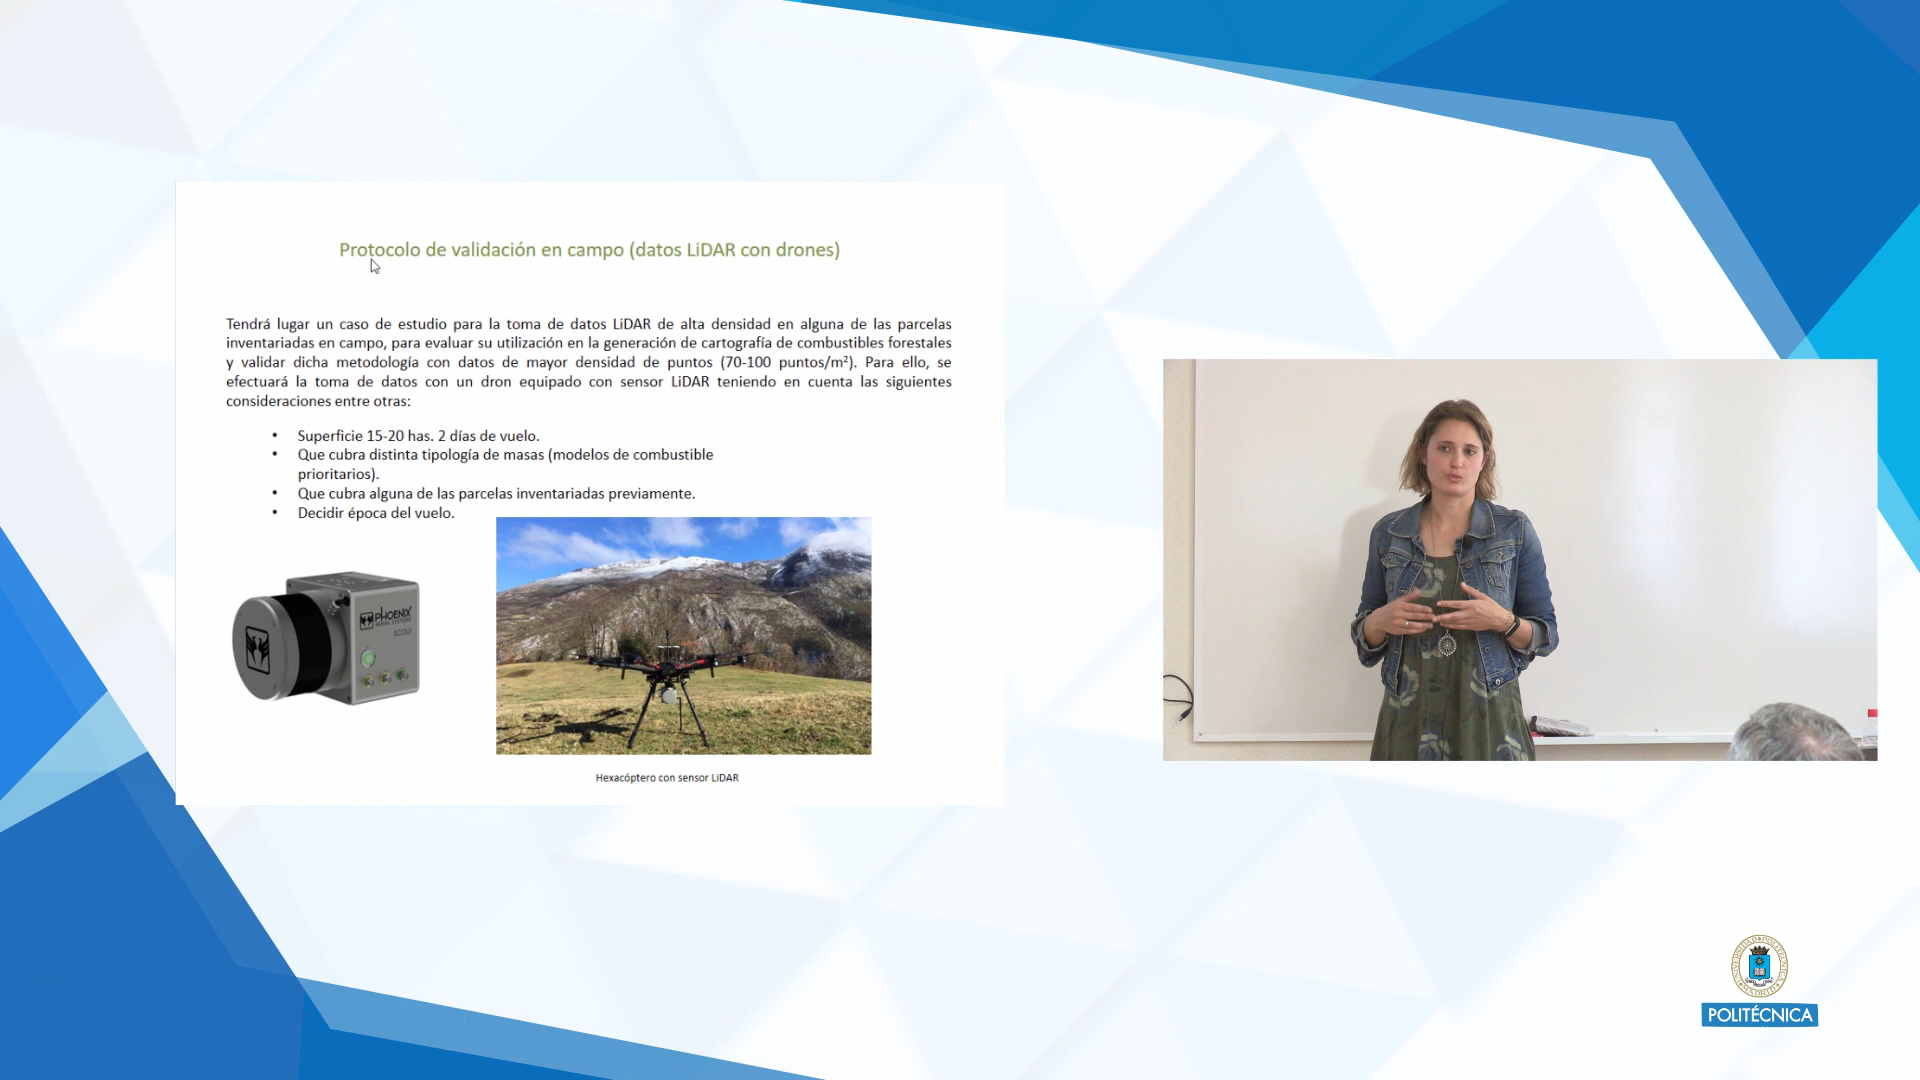 Protocolo de validación en campo (datos LiDAR con drones)
Tendrá lugar un caso de estudio para la toma de datos LiDAR de alta densidad en alguna de las parcelas
inventariadas en campo, para evaluar su utilización en la generación de cartografía de combustibles forestales
y validar dicha metodología con datos de mayor densidad de puntos (70-100 puntos/m²). Para ello, se
efectuará la toma de datos con un dron equipado con sensor LiDAR teniendo en cuenta las siguientes
consideraciones entre otras:
• Superficie 15-20 has. 2 días de vuelo.
• Que cubra distinta tipología de masas (modelos de combustible
prioritarios).
• Que cubra alguna de las parcelas inventariadas previamente.
• Decidir época del vuelo.
PHOENIX
AERIAL SYSTEMS
SCOUT
Hexacóptero con sensor LiDAR
UNIVERSIDAD POLITÉCNICA
MADRID
POLITÉCNICA